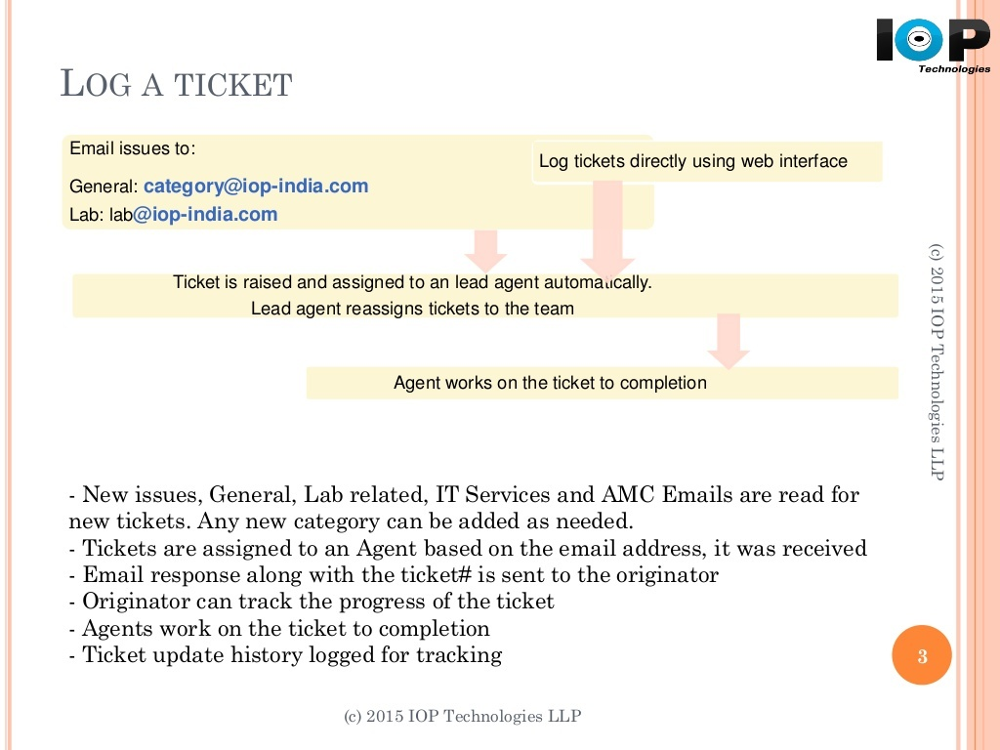 IOP
Technologies
LOG A TICKET
Email issues to:
General: category@iop-india.com
Lab: lab@iop-india.com
Log tickets directly using web interface
Ticket is raised and assigned to an lead agent automatically.
Lead agent reassigns tickets to the team
Agent works on the ticket to completion
- New issues, General, Lab related, IT Services and AMC Emails are read for
new tickets. Any new category can be added as needed.
- Tickets are assigned to an Agent based on the email address, it was received
- Email response along with the ticket# is sent to the originator
- Originator can track the progress of the ticket
- Agents work on the ticket to completion
- Ticket update history logged for tracking
(c) 2015 IOP Technologies LLP
3
(c) 2015 IOP Technologies LLP